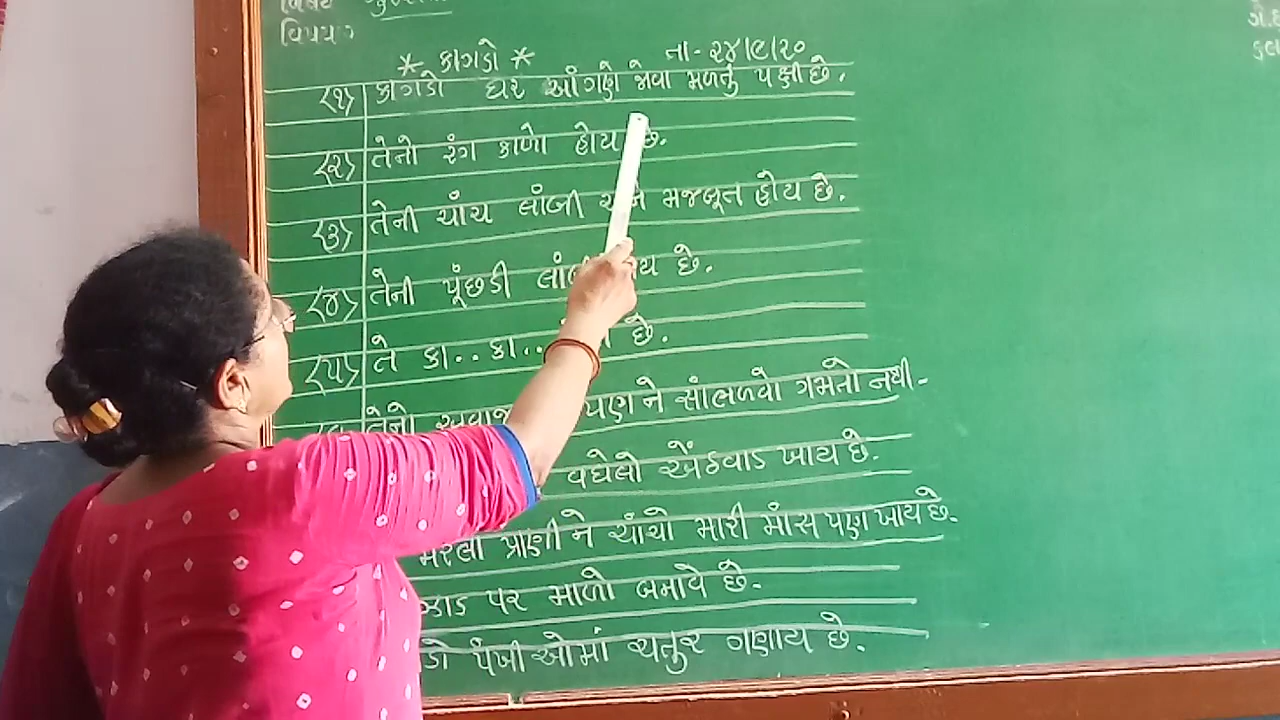 વિષય
* કાગડો * તા- ૨૪/૯/૨૦
<૧> કાગડો ઘર આંગણે જોવા મળતું પક્ષી છે.
<૨> તેનો રંગ કાળો હોય છે.
<૩> તેની ચાંચ લાંબી અને મજબૂત હોય છે.
<૪> તેની પૂંછડી છે.
<૫> તે કા.. કા.. છે.
તેનો પણ ને સાંભળવો ગમતો નથી.
વધેલો એંઠવાડ ખાય છે.
મરેલા પ્રાણીને ચાંચો મારી માંસ પણ ખાય છે.
ઝાડ પર માળો બનાવે છે.
પંખીઓમાં ચતુર ગણાય છે.